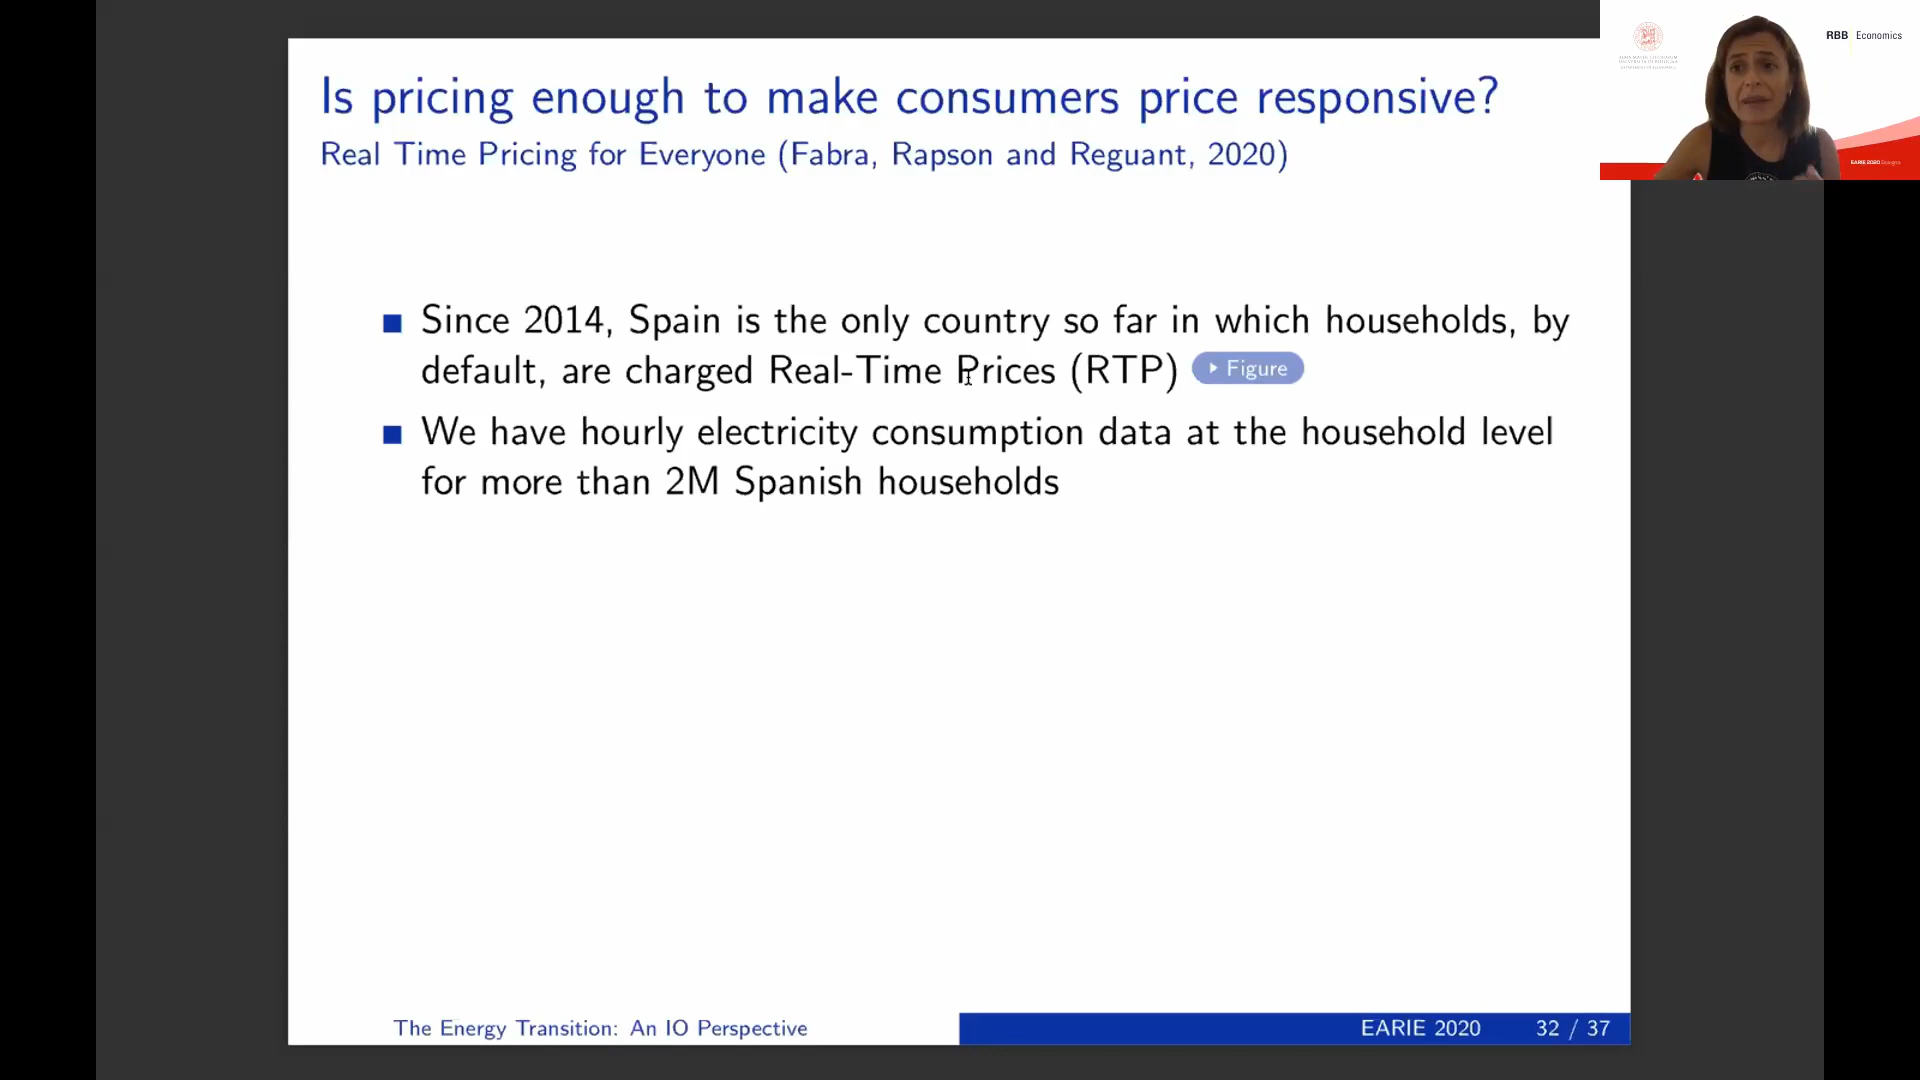 Is pricing enough to make consumers price responsive?
Real Time Pricing for Everyone (Fabra, Rapson and Reguant, 2020)
RBB Economics
EARIE 2020
Since 2014, Spain is the only country so far in which households, by
default, are charged Real-Time Prices (RTP) Figure
We have hourly electricity consumption data at the household level
for more than 2M Spanish households
The Energy Transition: An IO Perspective
EARIE 2020 32 / 37